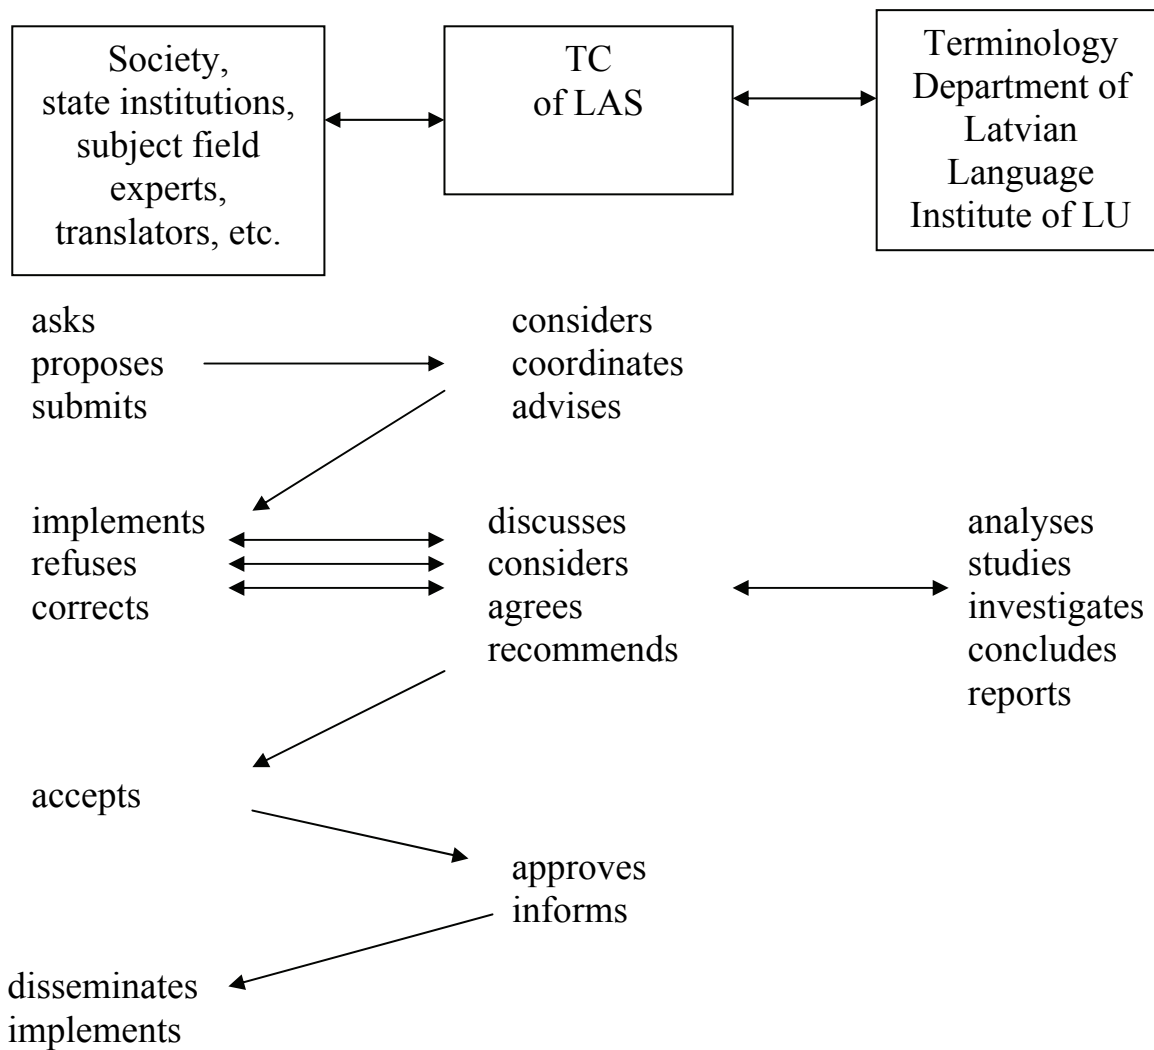 Society,
state institutions,
subject field
experts,
translators, etc.
TC
of LAS
Terminology
Department of
Latvian
Language
Institute of LU
asks
proposes
submits
considers
coordinates
advises
implements
refuses
corrects
discusses
considers
agrees
recommends
analyses
studies
investigates
concludes
reports
accepts
approves
informs
disseminates
implements